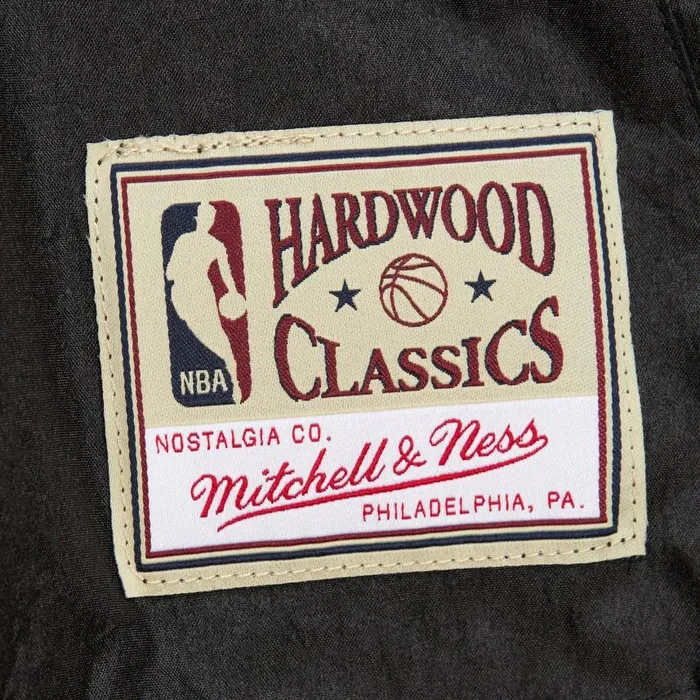 HARDWOOD
CLASSICS
NBA
NOSTALGIA CO.
Mitchell & Ness
PHILADELPHIA, PA.